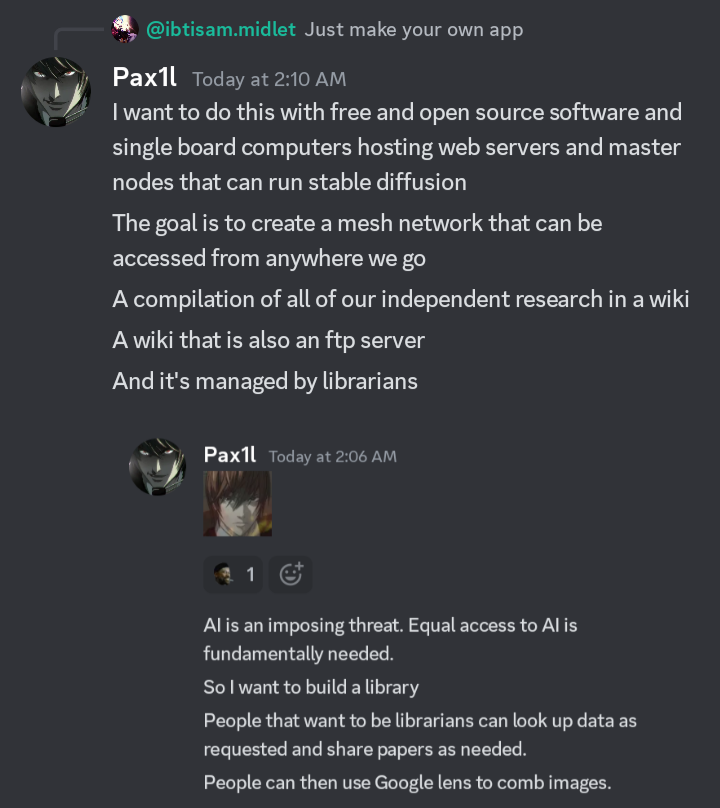 @ibtisam.midlet Just make your own app
Pax1l Today at 2:10 AM
I want to do this with free and open source software and
single board computers hosting web servers and master
nodes that can run stable diffusion
The goal is to create a mesh network that can be
accessed from anywhere we go
A compilation of all of our independent research in a wiki
A wiki that is also an ftp server
And it's managed by librarians
Pax1l Today at 2:06 AM
1
AI is an imposing threat. Equal access to AI is
fundamentally needed.
So I want to build a library
People that want to be librarians can look up data as
requested and share papers as needed.
People can then use Google lens to comb images.